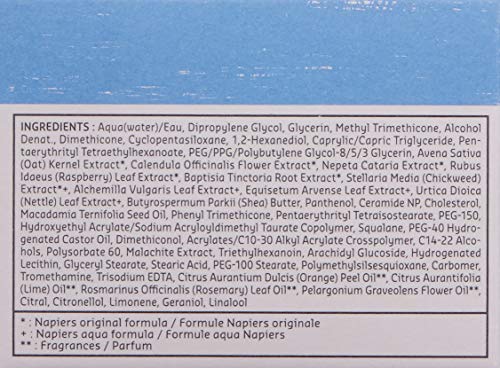 INGREDIENTS : Aqua(water)/Eau, Dipropylene Glycol, Glycerin, Methyl Trimethicone, Alcohol
Denat., Dimethicone, Cyclopentasiloxane, 1,2-Hexanediol, Caprylic/Capric Triglyceride, Pen-
taerythrityl Tetraethylhexanoate, PEG/PPG/Polybutylene Glycol-8/5/3 Glycerin, Avena Sativa
(Oat) Kernel Extract*, Calendula Officinalis Flower Extract*, Nepeta Cataria Extract*, Rubus
Idaeus (Raspberry) Leaf Extract*, Baptisia Tinctoria Root Extract*, Stellaria Media (Chickweed)
Extract*+, Alchemilla Vulgaris Leaf Extract+, Equisetum Arvense Leaf Extract+, Urtica Dioica
(Nettle) Leaf Extract+, Butyrospermum Parkii (Shea) Butter, Panthenol, Ceramide NP, Cholesterol,
Macadamia Ternifolia Seed Oil, Phenyl Trimethicone, Pentaerythrityl Tetraisostearate, PEG-150,
Hydroxyethyl Acrylate/Sodium Acryloyldimethyl Taurate Copolymer, Squalane, PEG-40 Hydro-
genated Castor Oil, Dimethiconol, Acrylates/C10-30 Alkyl Acrylate Crosspolymer, C14-22 Alco-
hols, Polysorbate 60, Malachite Extract, Triethylhexanoin, Arachidyl Glucoside, Hydrogenated
Lecithin, Glyceryl Stearate, Stearic Acid, PEG-100 Stearate, Polymethylsilsesquioxane, Carbomer,
Tromethamine, Trisodium EDTA, Citrus Aurantium Dulcis (Orange) Peel Oil**, Citrus Aurantifolia
(Lime) Oil**, Rosmarinus Officinalis (Rosemary) Leaf Oil**, Pelargonium Graveolens Flower Oil**,
Citral, Citronellol, Limonene, Geraniol, Linalool
* : Napiers original formula / Formule Napiers originale
+ : Napiers aqua formula / Formule aqua Napiers
** : Fragrances / Parfum